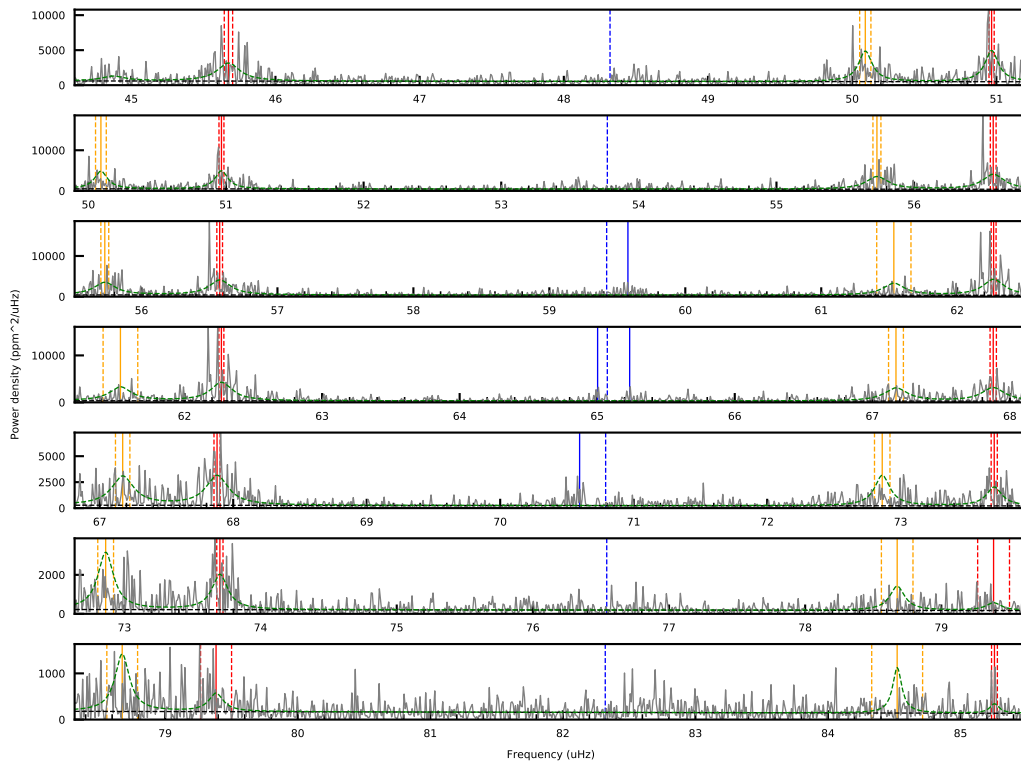 10000
5000
0
45 46 47 48 49 50 51
10000
0
50 51 52 53 54 55 56
10000
0
56 57 58 59 60 61 62
Power density (ppm^2/uHz)
10000
0
62 63 64 65 66 67 68
5000
2500
0
67 68 69 70 71 72 73
2000
0
73 74 75 76 77 78 79
1000
0
79 80 81 82 83 84 85
Frequency (uHz)